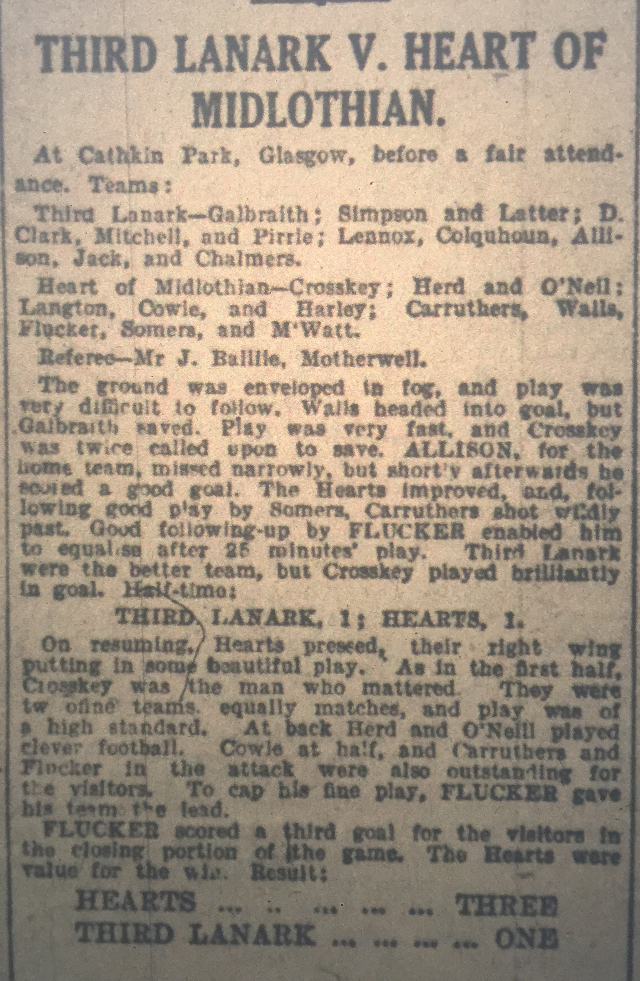 THIRD LANARK V. HEART OF
MIDLOTHIAN.
At Cathkin Park, Glasgow, before a fair attend-
ance. Teams:
Third Lanark—Galbraith; Simpson and Latter; D.
Clark, Mitchell, and Pirrie; Lennox, Colquhoun, Alli-
son, Jack, and Chalmers.
Heart of Midlothian—Crosskey; Herd and O'Neil;
Langton, Cowie, and Harley; Carruthers, Walls,
Flucker, Somers, and M'Watt.
Referee—Mr J. Baillie, Motherwell.
The ground was enveloped in fog, and play was
very difficult to follow. Walls headed into goal, but
Galbraith saved. Play was very fast, and Crosskey
was twice called upon to save. ALLISON, for the
home team, missed narrowly, but short'y afterwards he
scored a good goal. The Hearts improved, and, fol-
lowing good play by Somers, Carruthers shot wildly
past. Good following-up by FLUCKER enabled him
to equalise after 25 minutes' play. Third Lanark
were the better team, but Crosskey played brilliantly
in goal. Half-time:
THIRD LANARK, 1; HEARTS, 1.
On resuming, Hearts pressed, their right wing
putting in some beautiful play. As in the first half,
Crosskey was the man who mattered. They were
tw ofine teams. equally matches, and play was of
a high standard. At back Herd and O'Neill played
clever football. Cowie at half, and Carruthers and
Flucker in the attack were also outstanding for
the visitors. To cap his fine play, FLUCKER gave
his team the lead.
FLUCKER scored a third goal for the visitors in
the closing portion of the game. The Hearts were
value for the win. Result:
HEARTS ... .. ... ... ... THREE
THIRD LANARK ... ... ... ... ONE